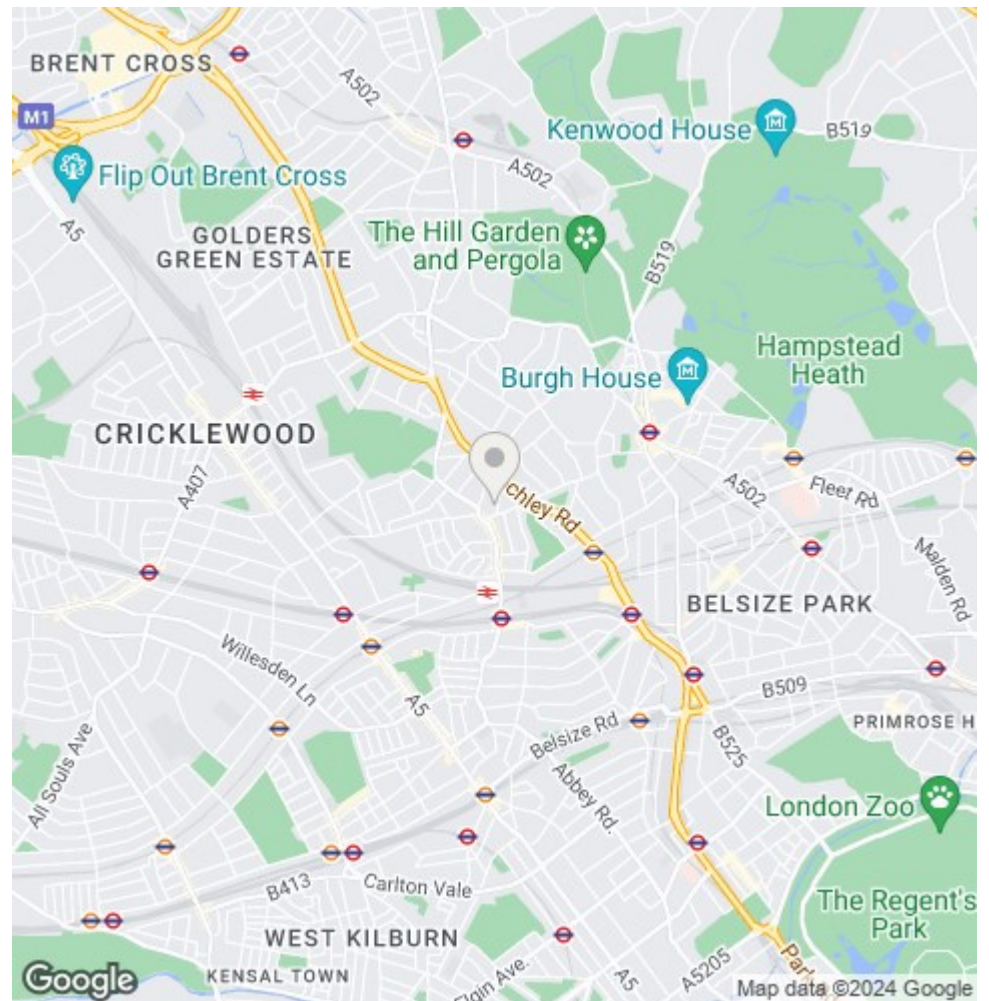 BRENT CROSS
A502
M1
Kenwood House
B519
A502
Flip Out Brent Cross
A5
GOLDERS
GREEN ESTATE
The Hill Garden
and Pergola
B519
Hampstead
Heath
Burgh House
CRICKLEWOOD
A407
chley Rd
A502
Fleet Rd
Malden Rd
BELSIZE PARK
Willesden Ln
A5
B509
PRIMROSE H
Belsize Rd
B525
All Souls Ave
Abbey Rd.
London Zoo
B413
Carlton Vale
The Regent's
Park
WEST KILBURN
KENSAL TOWN
Elgin Ave.
A5
A5205
Park
Google
Map data ©2024 Google